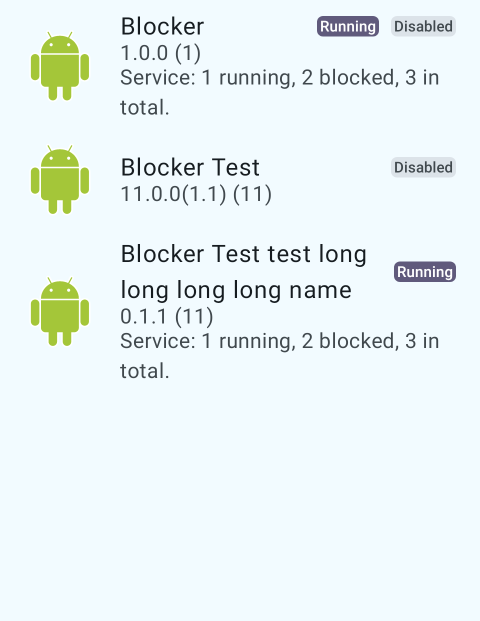 Blocker Running Disabled
1.0.0 (1)
Service: 1 running, 2 blocked, 3 in
total.
Blocker Test Disabled
11.0.0(1.1) (11)
Blocker Test test long
long long long name
Running
0.1.1 (11)
Service: 1 running, 2 blocked, 3 in
total.